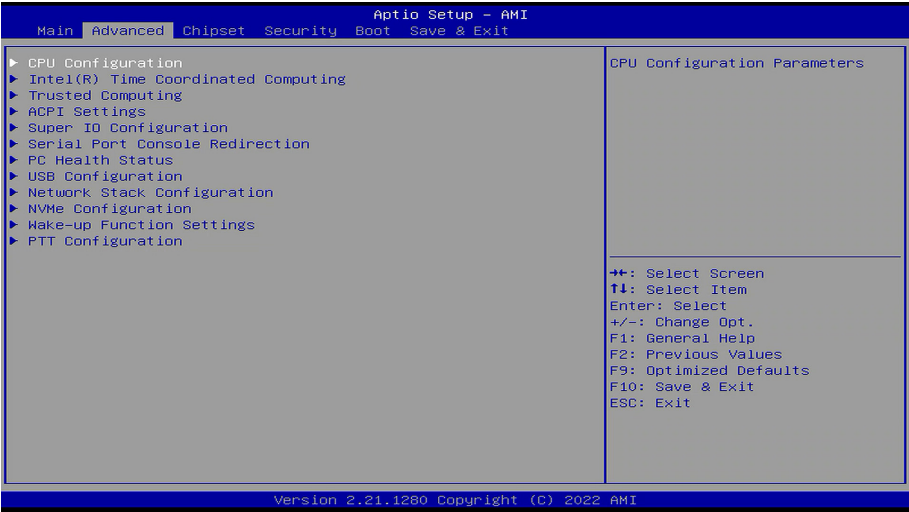 Aptio Setup – AMI
Main Advanced Chipset Security Boot Save & Exit
► CPU Configuration
► Intel(R) Time Coordinated Computing
► Trusted Computing
► ACPI Settings
► Super IO Configuration
► Serial Port Console Redirection
► PC Health Status
► USB Configuration
► Network Stack Configuration
► NVMe Configuration
► Wake-up Function Settings
► PTT Configuration
CPU Configuration Parameters
→←: Select Screen
↑↓: Select Item
Enter: Select
+/-: Change Opt.
F1: General Help
F2: Previous Values
F9: Optimized Defaults
F10: Save & Exit
ESC: Exit
Version 2.21.1280 Copyright (C) 2022 AMI